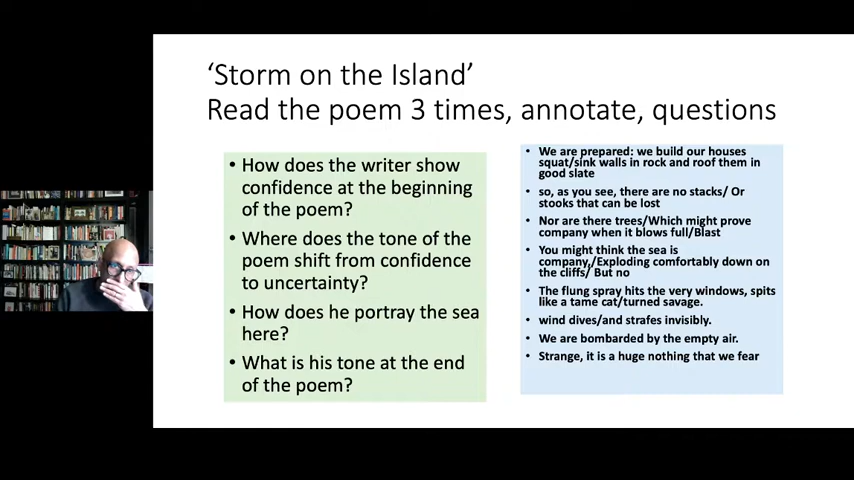 ‘Storm on the Island’
Read the poem 3 times, annotate, questions
• How does the writer show
confidence at the beginning
of the poem?
• Where does the tone of the
poem shift from confidence
to uncertainty?
• How does he portray the sea
here?
• What is his tone at the end
of the poem?
• We are prepared: we build our houses
squat/sink walls in rock and roof them in
good slate
• so, as you see, there are no stacks/ Or
stooks that can be lost
• Nor are there trees/Which might prove
company when it blows full/Blast
• You might think the sea is
company,/Exploding comfortably down on
the cliffs/ But no
• The flung spray hits the very windows, spits
like a tame cat/turned savage.
• wind dives/and strafes invisibly.
• We are bombarded by the empty air.
• Strange, it is a huge nothing that we fear